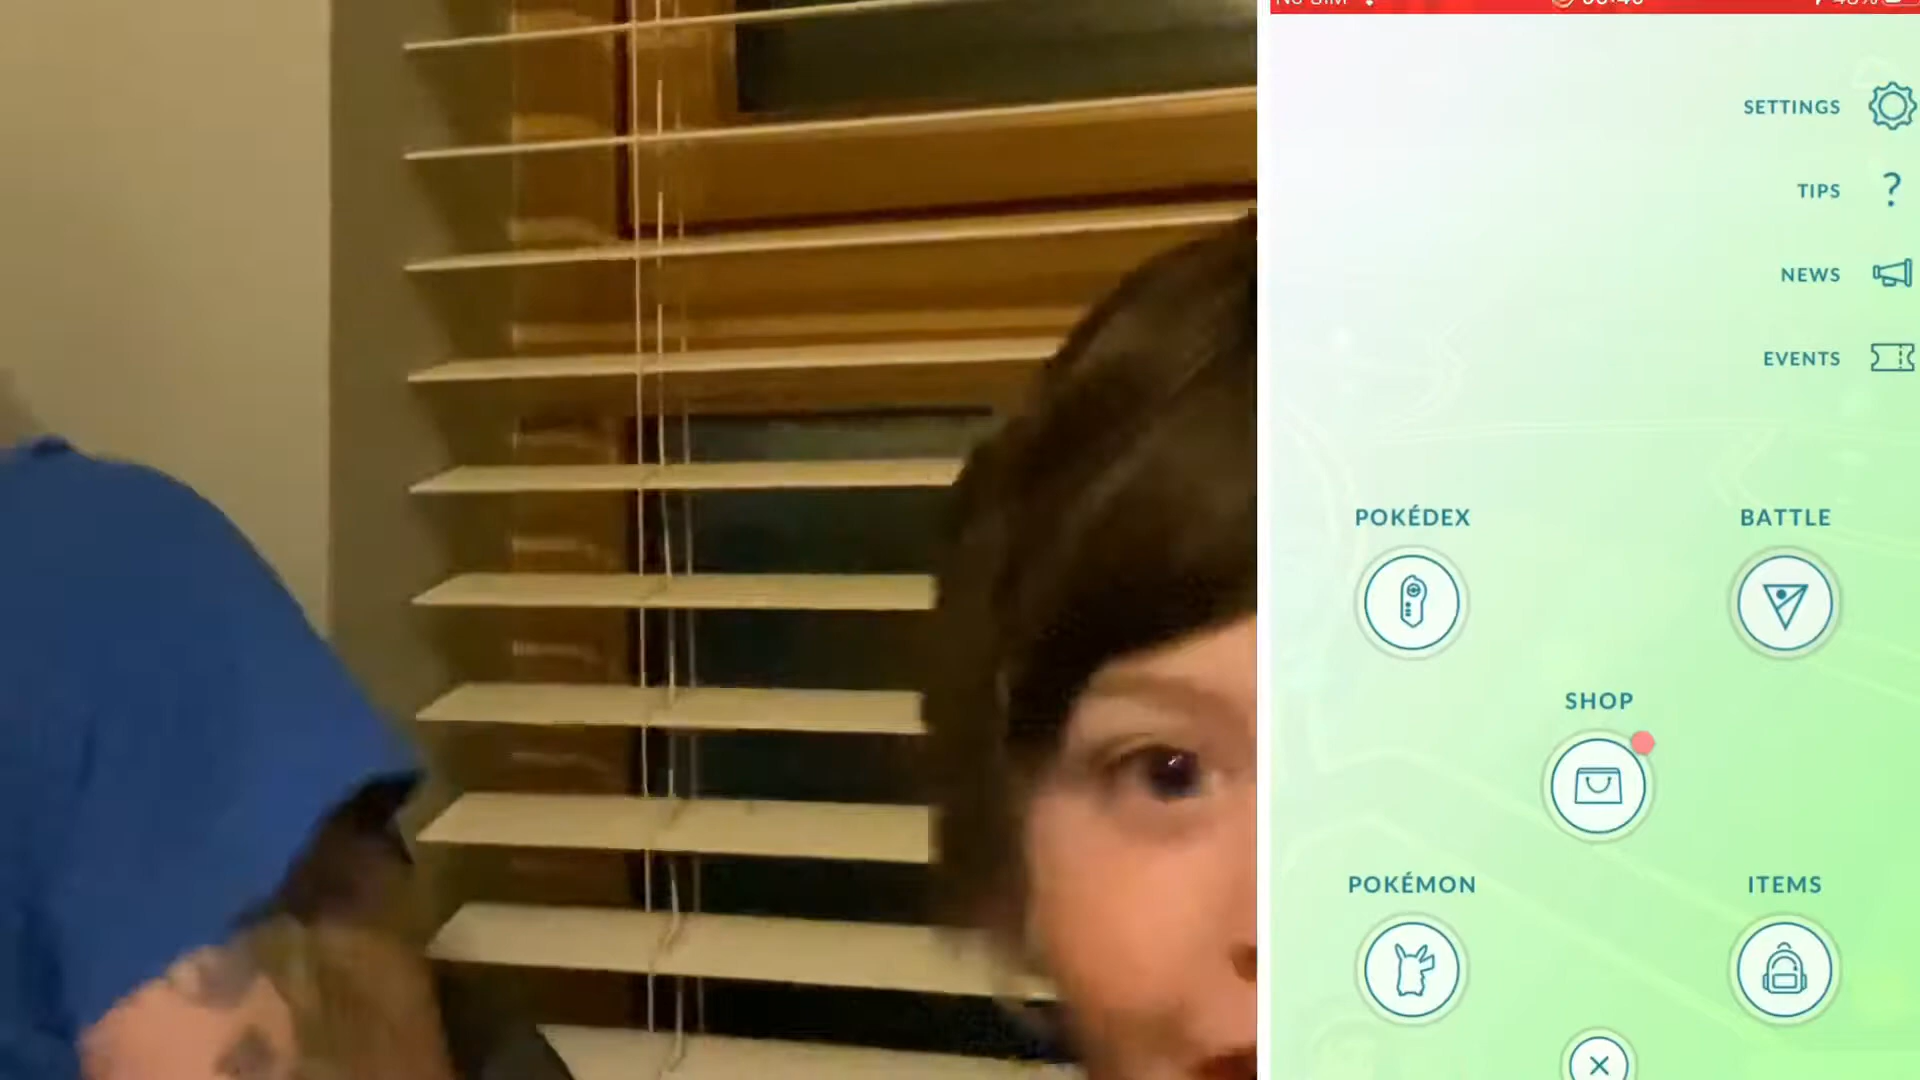 SETTINGS
TIPS
?
NEWS
EVENTS
POKÉDEX
BATTLE
SHOP
POKÉMON
ITEMS